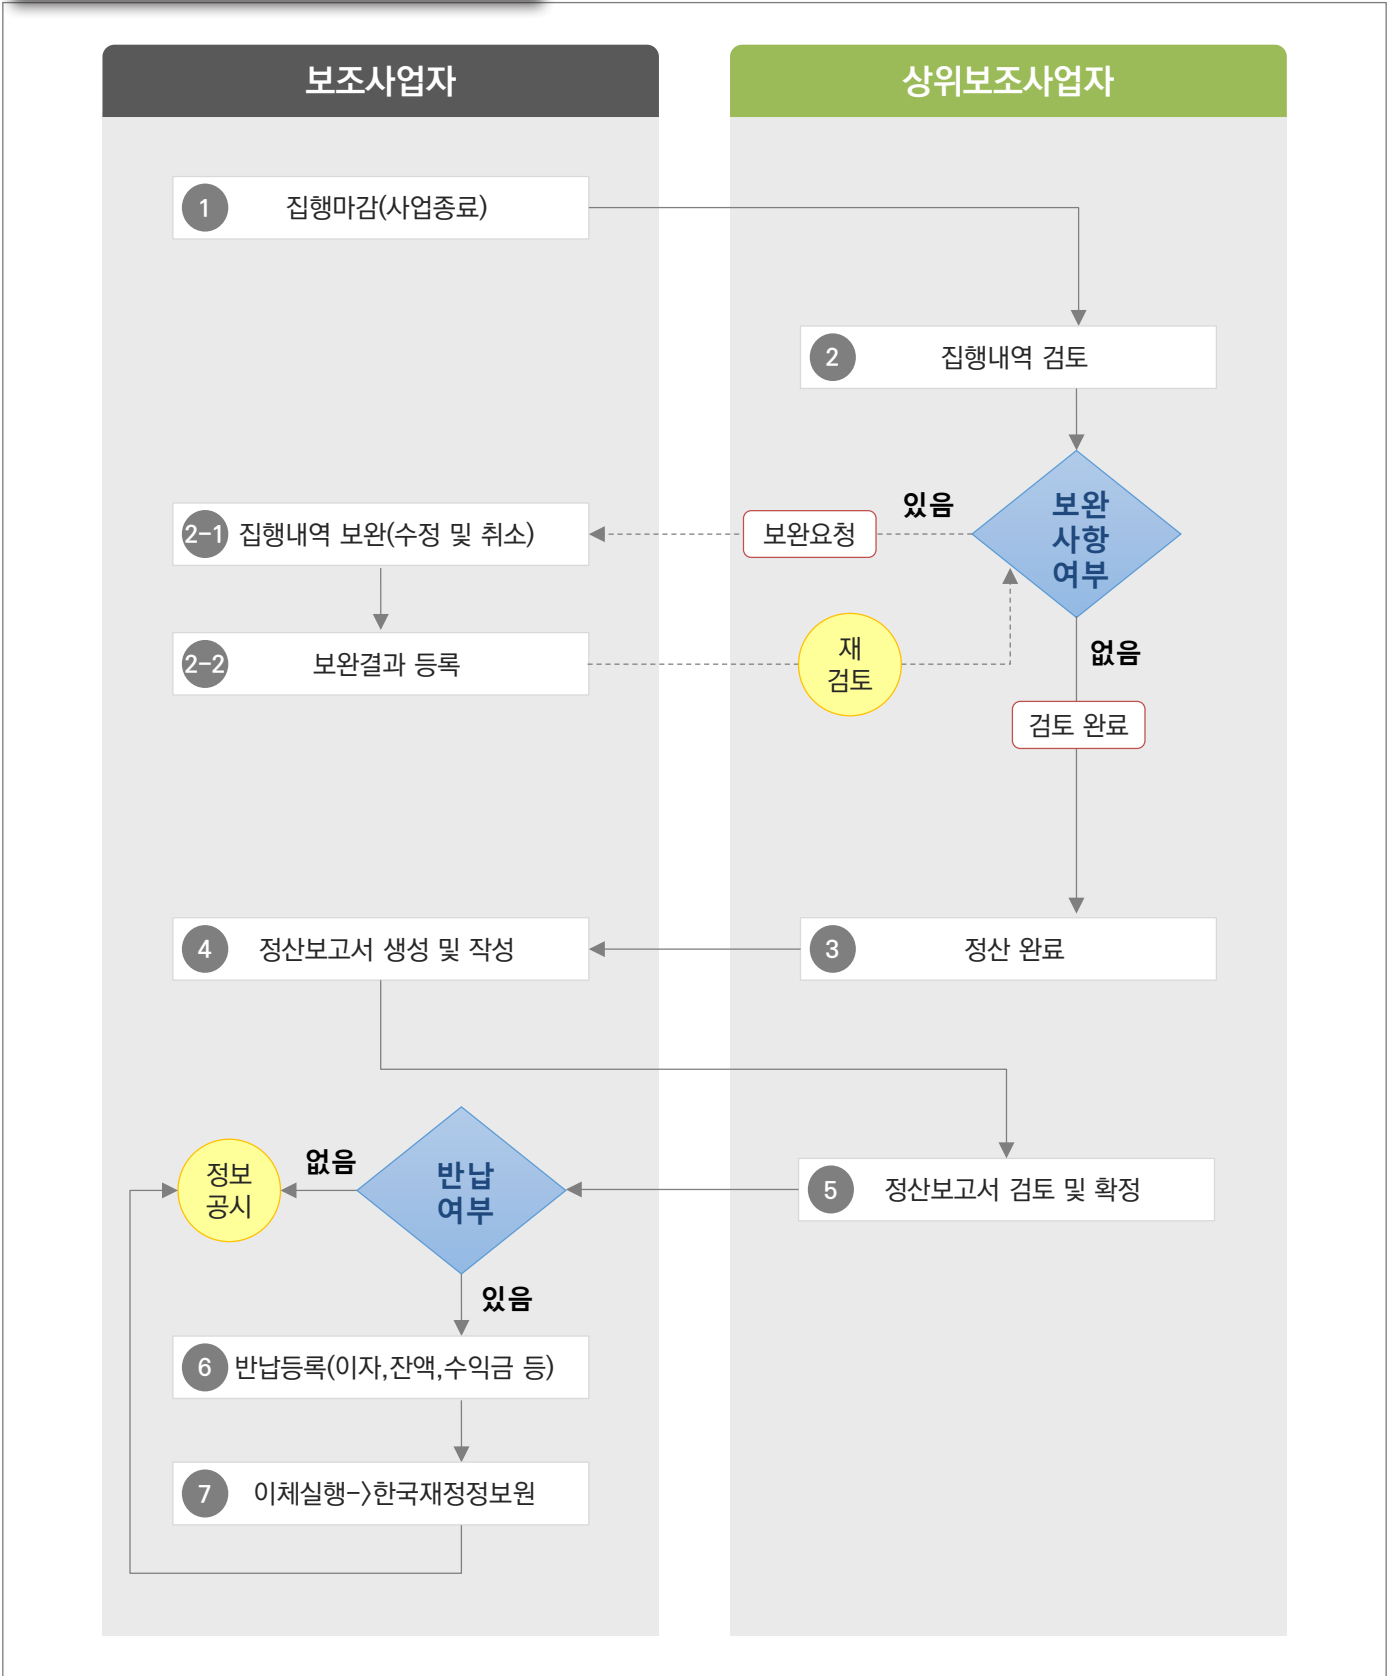 보조사업자
상위보조사업자
1 집행마감(사업종료)
2 집행내역 검토
보완
사항
여부
있음
보완요청
2-1 집행내역 보완(수정 및 취소)
2-2 보완결과 등록
재
검토
없음
검토 완료
3 정산 완료
4 정산보고서 생성 및 작성
5 정산보고서 검토 및 확정
반납
여부
없음
정보
공시
있음
6 반납등록(이자,잔액,수익금 등)
7 이체실행->한국재정정보원